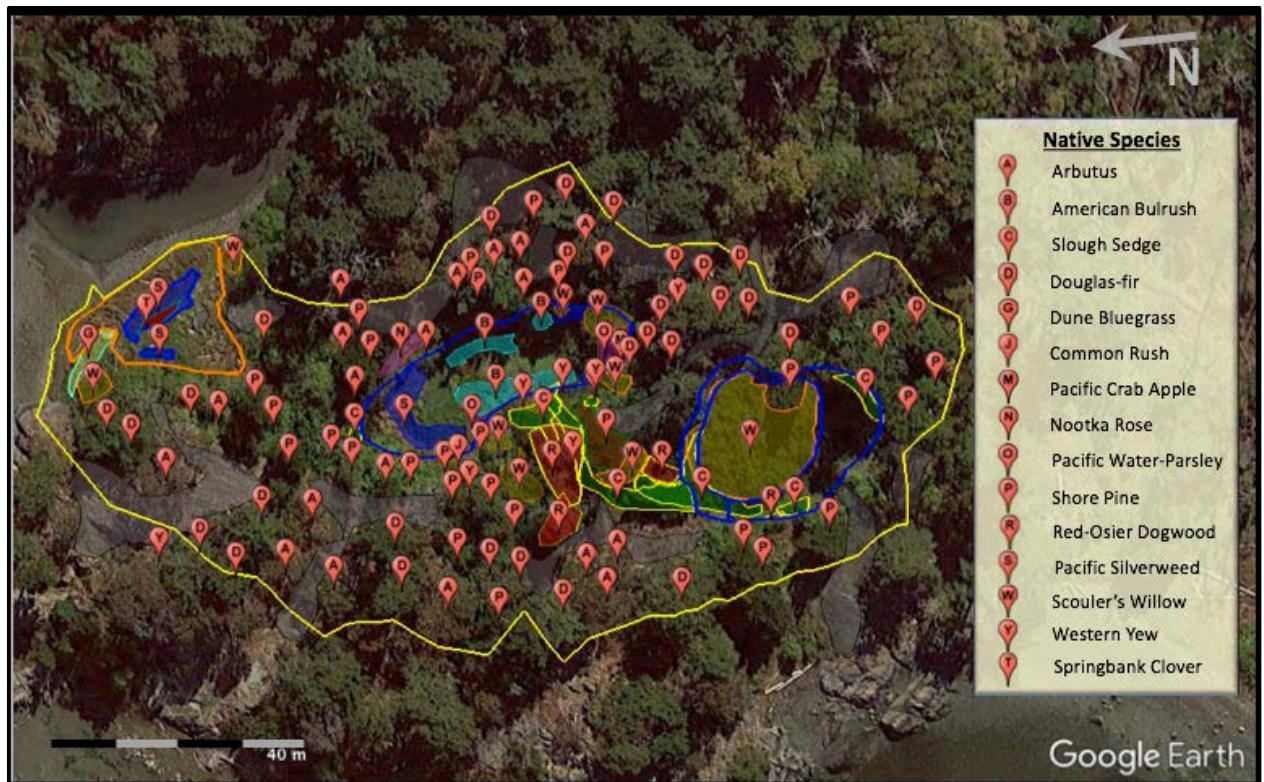 N
Native Species
A Arbutus
B American Bulrush
C Slough Sedge
D Douglas-fir
G Dune Bluegrass
J Common Rush
M Pacific Crab Apple
N Nootka Rose
O Pacific Water-Parsley
P Shore Pine
R Red-Osier Dogwood
S Pacific Silverweed
W Scouler's Willow
Y Western Yew
T Springbank Clover
40 m
Google Earth